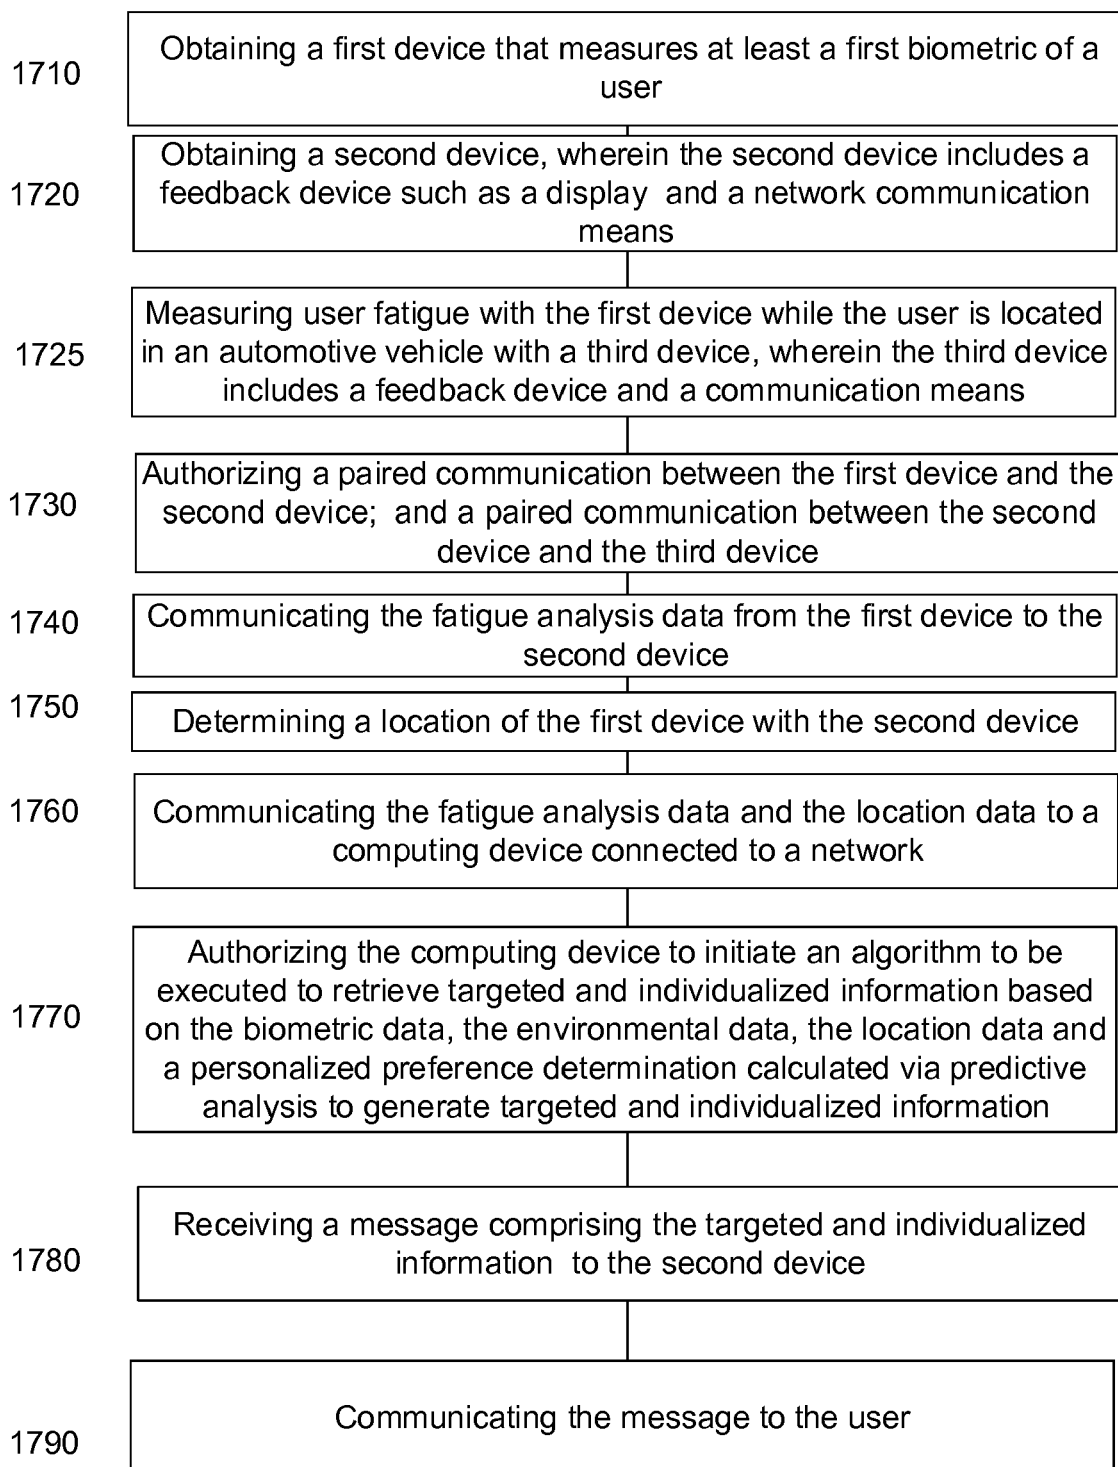 1710
Obtaining a first device that measures at least a first biometric of a
user
1720
Obtaining a second device, wherein the second device includes a
feedback device such as a display  and a network communication
means
1725
Measuring user fatigue with the first device while the user is located
in an automotive vehicle with a third device, wherein the third device
includes a feedback device and a communication means
1730
Authorizing a paired communication between the first device and the
second device;  and a paired communication between the second
device and the third device
1740
Communicating the fatigue analysis data from the first device to the
second device
1750
Determining a location of the first device with the second device
1760
Communicating the fatigue analysis data and the location data to a
computing device connected to a network
1770
Authorizing the computing device to initiate an algorithm to be
executed to retrieve targeted and individualized information based
on the biometric data, the environmental data, the location data and
a personalized preference determination calculated via predictive
analysis to generate targeted and individualized information
1780
Receiving a message comprising the targeted and individualized
information  to the second device
1790
Communicating the message to the user